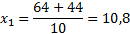 x₁ = (64 + 44)/10 = 10,8